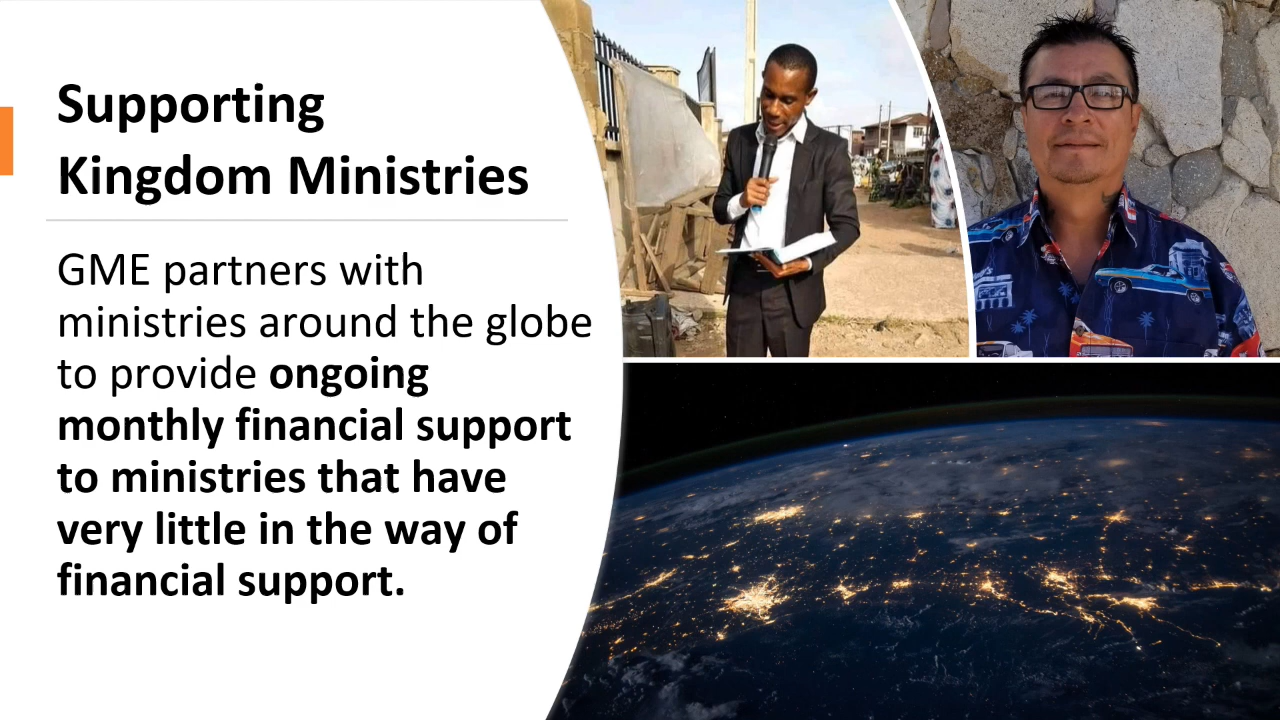 Supporting
Kingdom Ministries
GME partners with
ministries around the globe
to provide ongoing
monthly financial support
to ministries that have
very little in the way of
financial support.